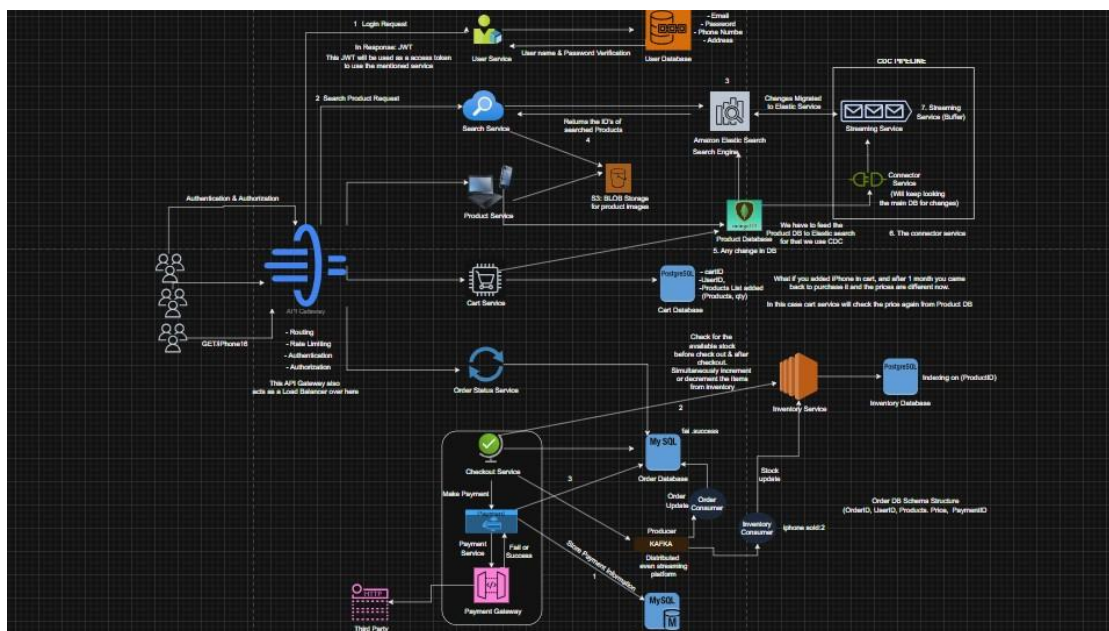 1 Login Request
In Response: JWT
This JWT will be used as a access token
to use the mentioned service
User Service
User name & Password Verification
User Database
- Email
- Password
- Phone Numbe
- Address
2 Search Product Request
Search Service
Returns the ID's of
searched Products
4
3
Amazon Elastic Search
Search Engine
Changes Migrated
to Elastic Service
CDC PIPELINE
Streaming Service
7. Streaming
Service (Buffer)
Connector
Service
(Will keep looking
the main DB for changes)
6. The connector service
Product Service
S3: BLOB Storage
for product images
Product Database
5. Any change in DB
We have to feed the
Product DB to Elastic search
for that we use CDC
Authentication & Authorization
API Gateway
GET/iPhone16
- Routing
- Rate Limiting
- Authentication
- Authorization
This API Gateway also
acts as a Load Balancer over here
Cart Service
PostgreSQL
Cart Database
- cartID
-UserID,
-Products List added
(Products, qty)
What if you added iPhone in cart, and after 1 month you came
back to purchase it and the prices are different now.
In this case cart service will check the price again from Product DB
Order Status Service
Check for the
available stock
before check out & after
checkout.
Simultaneously increment
or decrement the items
from inventory
2
Inventory Service
PostgreSQL
Inventory Database
Indexing on (ProductID)
Checkout Service
Make Payment
Payment
Service
Fail or
Success
Payment Gateway
HTTP
Third Party
3
.success
My SQL
Order Database
Order
Update
Order
Consumer
Producer
KAFKA
Distributed
even streaming
platform
Stock
update
Inventory
Consumer
iphone sold:2
Order DB Schema Structure
(OrderID, UserID, Products. Price, PaymentID
Store Payment Information
1
MySQL
M